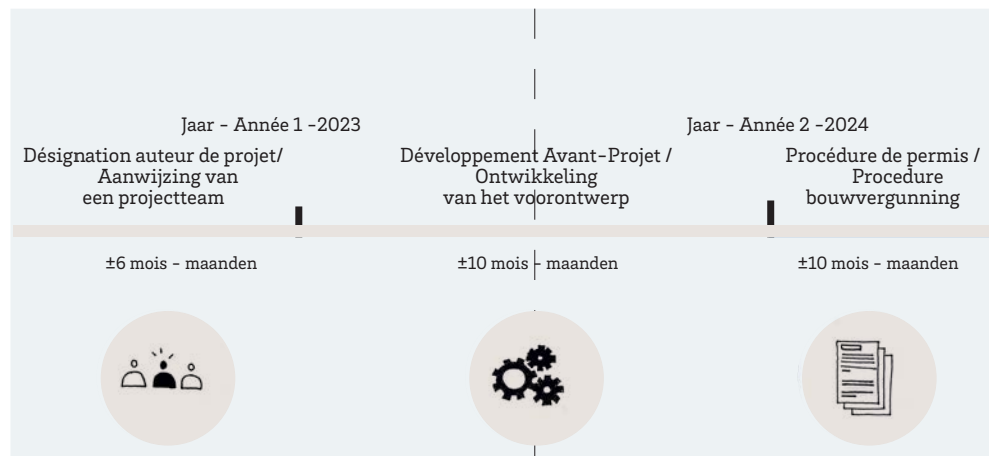 Jaar - Année 1 -2023
Jaar - Année 2 -2024
Désignation auteur de projet/
Aanwijzing van
een projectteam
Développement Avant-Projet /
Ontwikkeling
van het voorontwerp
Procédure de permis /
Procedure
bouwvergunning
±6 mois - maanden
±10 mois - maanden
±10 mois - maanden